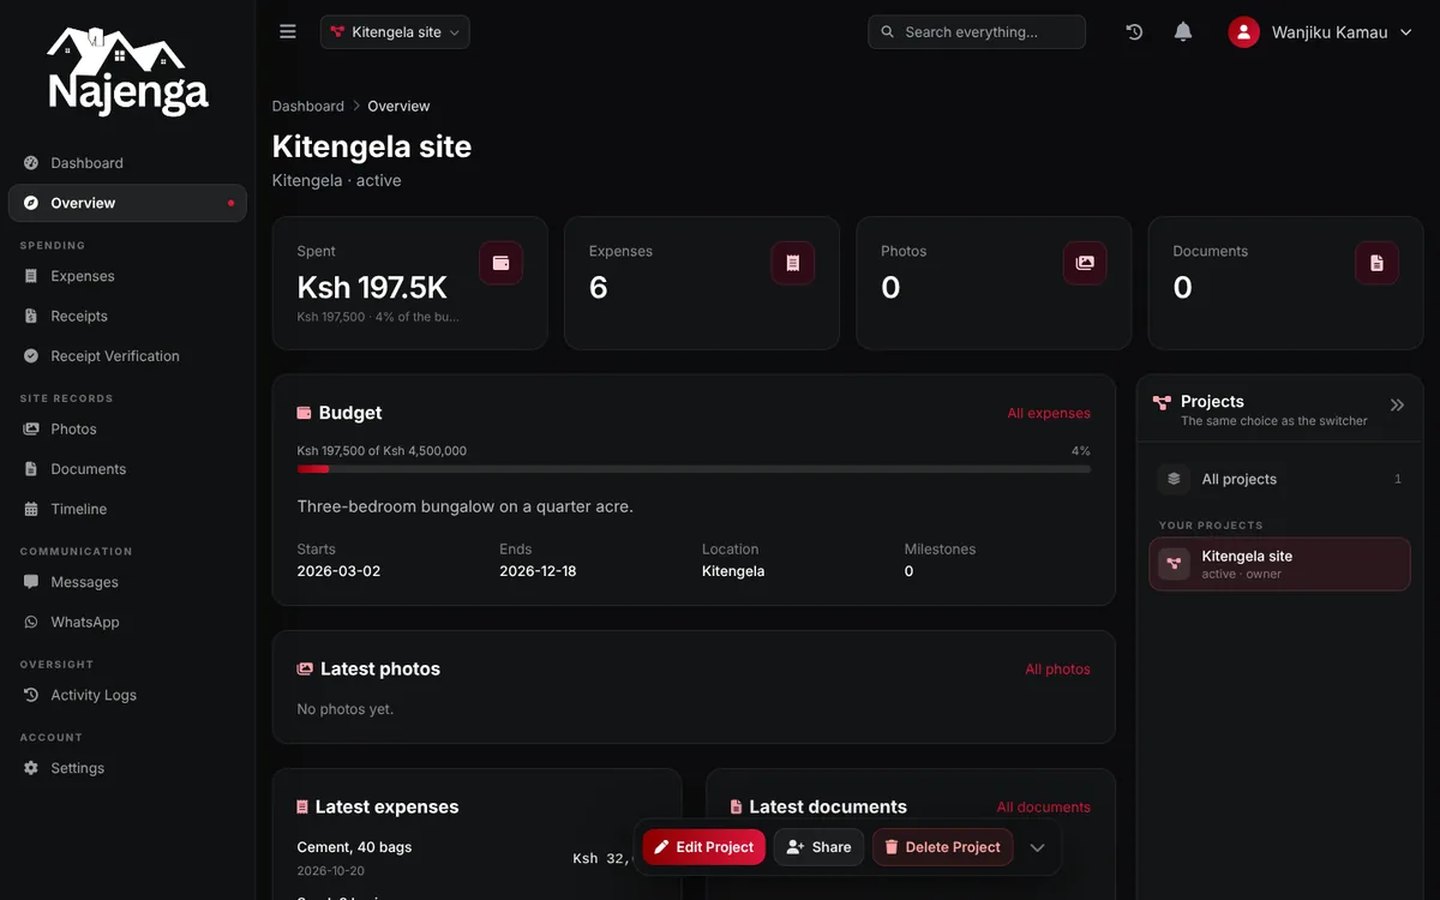 Najenga
Dashboard
Overview
SPENDING
Expenses
Receipts
Receipt Verification
SITE RECORDS
Photos
Documents
Timeline
COMMUNICATION
Messages
WhatsApp
OVERSIGHT
Activity Logs
ACCOUNT
Settings
Kitengela site
Search everything...
Wanjiku Kamau
Dashboard > Overview
Kitengela site
Kitengela · active
Spent
Ksh 197.5K
Ksh 197,500 · 4% of the bu...
Expenses
6
Photos
0
Documents
0
Budget
All expenses
Ksh 197,500 of Ksh 4,500,000
4%
Three-bedroom bungalow on a quarter acre.
Starts
2026-03-02
Ends
2026-12-18
Location
Kitengela
Milestones
0
Latest photos
All photos
No photos yet.
Latest expenses
Cement, 40 bags
2026-10-20
Ksh 32,
Latest documents
All documents
Projects
The same choice as the switcher
All projects
1
YOUR PROJECTS
Kitengela site
active · owner
Edit Project
Share
Delete Project